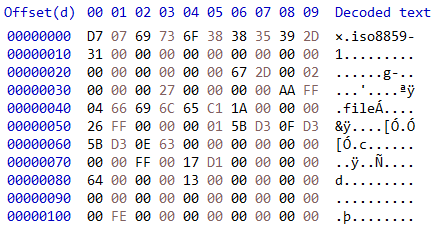 Offset(d) 00 01 02 03 04 05 06 07 08 09 Decoded text
00000000 D7 07 69 73 6F 38 38 35 39 2D ×.iso8859-
00000010 31 00 00 00 00 00 00 00 00 00 1.........
00000020 00 00 00 00 00 00 67 2D 00 02 ......g-..
00000030 00 00 00 27 00 00 00 00 AA FF ...'....ªÿ
00000040 04 66 69 6C 65 C1 1A 00 00 00 .fileÁ....
00000050 26 FF 00 00 00 01 5B D3 0F D3 &ÿ....[Ó.Ó
00000060 5B D3 0E 63 00 00 00 00 00 00 [Ó.c......
00000070 00 00 FF 00 17 D1 00 00 00 00 ..ÿ..Ñ....
00000080 64 00 00 00 13 00 00 00 00 00 d.........
00000090 00 00 00 00 00 00 00 00 00 00 ..........
00000100 00 FE 00 00 00 00 00 00 00 00 .þ........